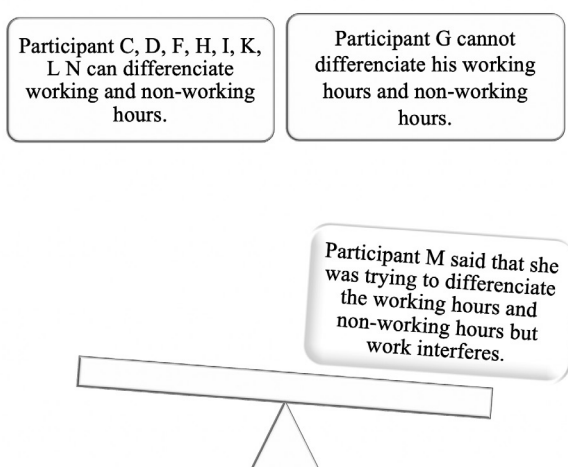 Participant C, D, F, H, I, K,
L N can differenciate
working and non-working
hours.
Participant G cannot
differenciate his working
hours and non-working
hours.
Participant M said that she
was trying to differenciate
the working hours and
non-working hours but
work interferes.